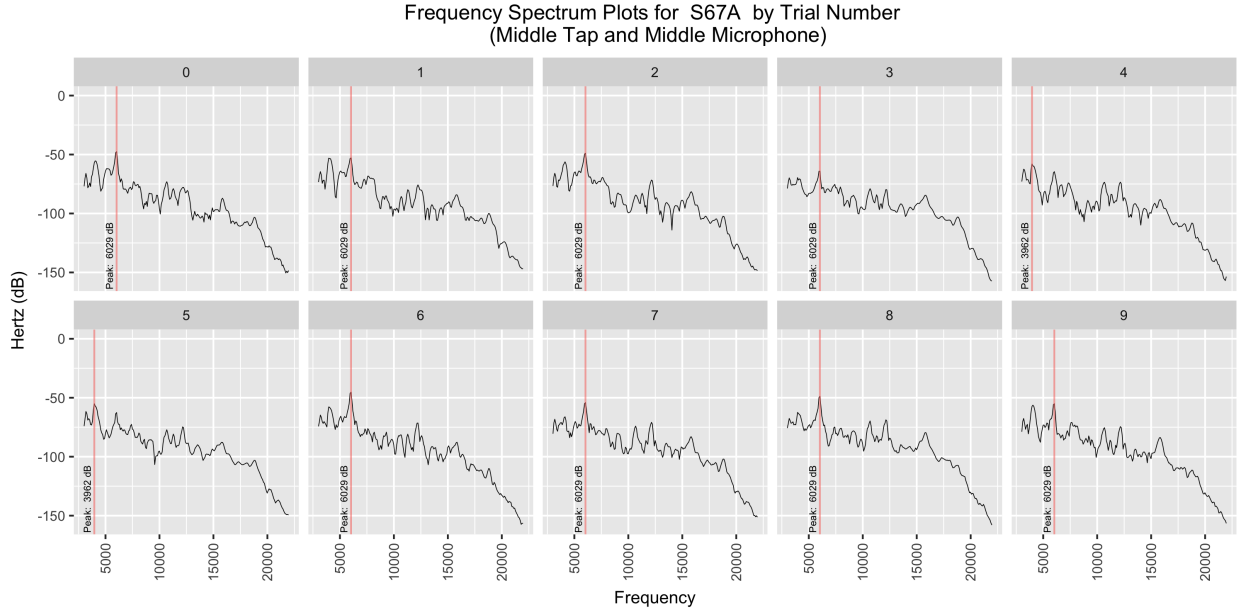 Frequency Spectrum Plots for S67A by Trial Number
(Middle Tap and Middle Microphone)
0 1 2 3 4
0
-50
-100
-150
Peak: 6029 dB
Peak: 6029 dB
Peak: 6029 dB
Peak: 6029 dB
Peak: 3962 dB
Hertz (dB)
5 6 7 8 9
0
-50
-100
-150
Peak: 3962 dB
Peak: 6029 dB
Peak: 6029 dB
Peak: 6029 dB
Peak: 6029 dB
5000 10000 15000 20000 5000 10000 15000 20000 5000 10000 15000 20000 5000 10000 15000 20000 5000 10000 15000 20000
Frequency